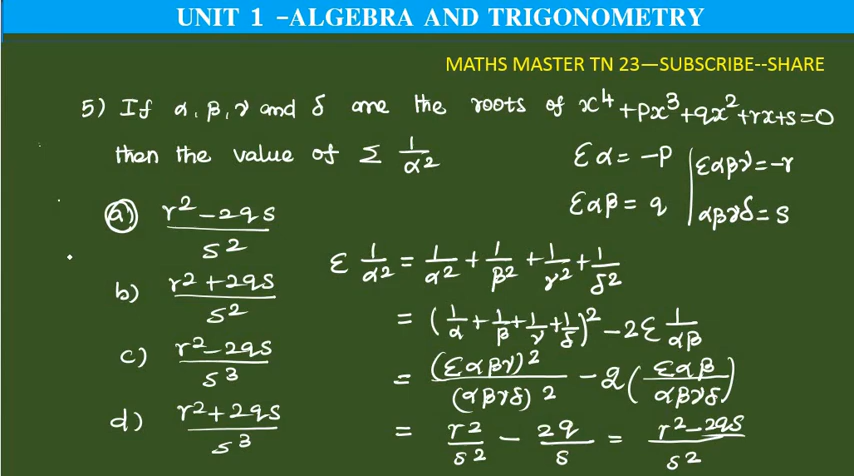 UNIT 1 -ALGEBRA AND TRIGONOMETRY
MATHS MASTER TN 23—SUBSCRIBE--SHARE
5) If α, β, γ and δ are the roots of x⁴+px³+qx²+rx+s=0
then the value of Σ 1/α²
Σα = -p | Σαβγ = -r
Σαβ = q | αβγδ = s
a) (r²-2qs)/s²
b) (r²+2qs)/s²
c) (r²-2qs)/s³
d) (r²+2qs)/s³
Σ 1/α² = 1/α² + 1/β² + 1/γ² + 1/δ²
= (1/α + 1/β + 1/γ + 1/δ)² - 2Σ 1/αβ
= (Σαβγ)²/(αβγδ)² - 2(Σαβ/αβγδ)
= r²/s² - 2q/s = (r²-2qs)/s²